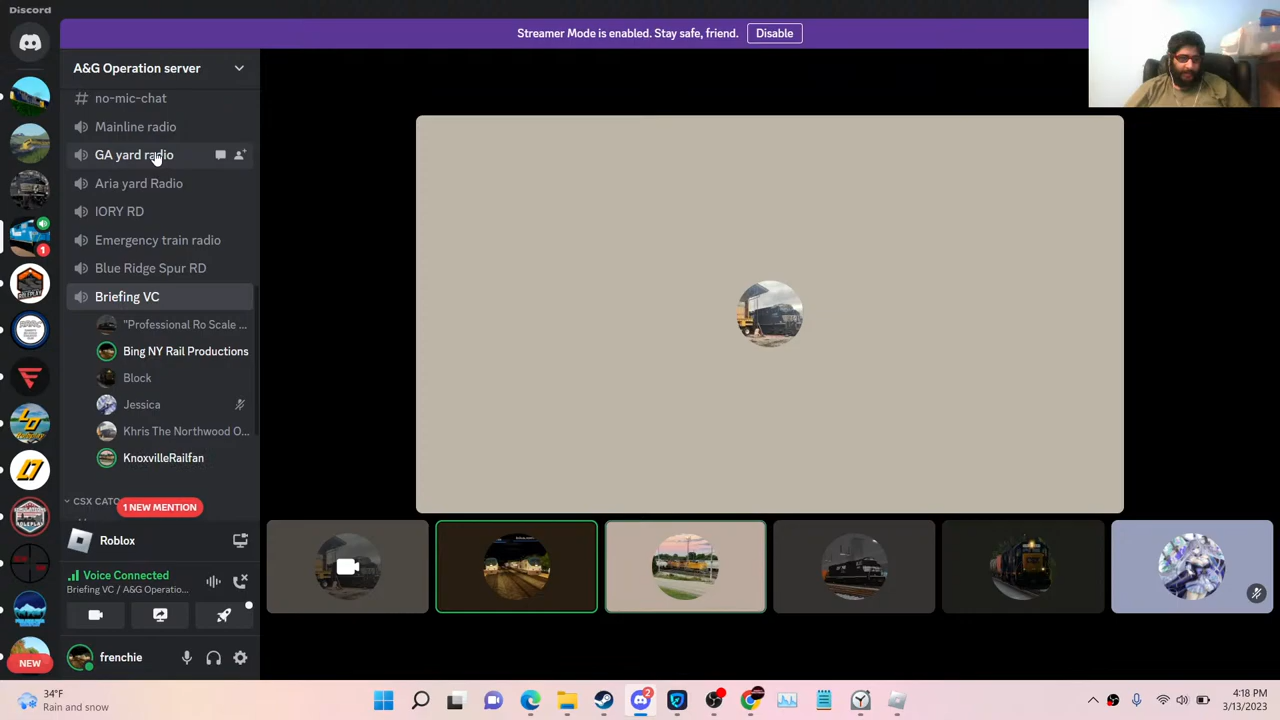 Discord
Streamer Mode is enabled. Stay safe, friend. Disable
A&G Operation server
no-mic-chat
Mainline radio
GA yard radio
Aria yard Radio
IORY RD
Emergency train radio
Blue Ridge Spur RD
Briefing VC
"Professional Ro Scale ...
Bing NY Rail Productions
Block
Jessica
Khris The Northwood O...
KnoxvilleRailfan
CSX CATO
1 NEW MENTION
Roblox
Voice Connected
Briefing VC / A&G Operatio...
frenchie
NEW
1
2
34°F
Rain and snow
4:18 PM
3/13/2023